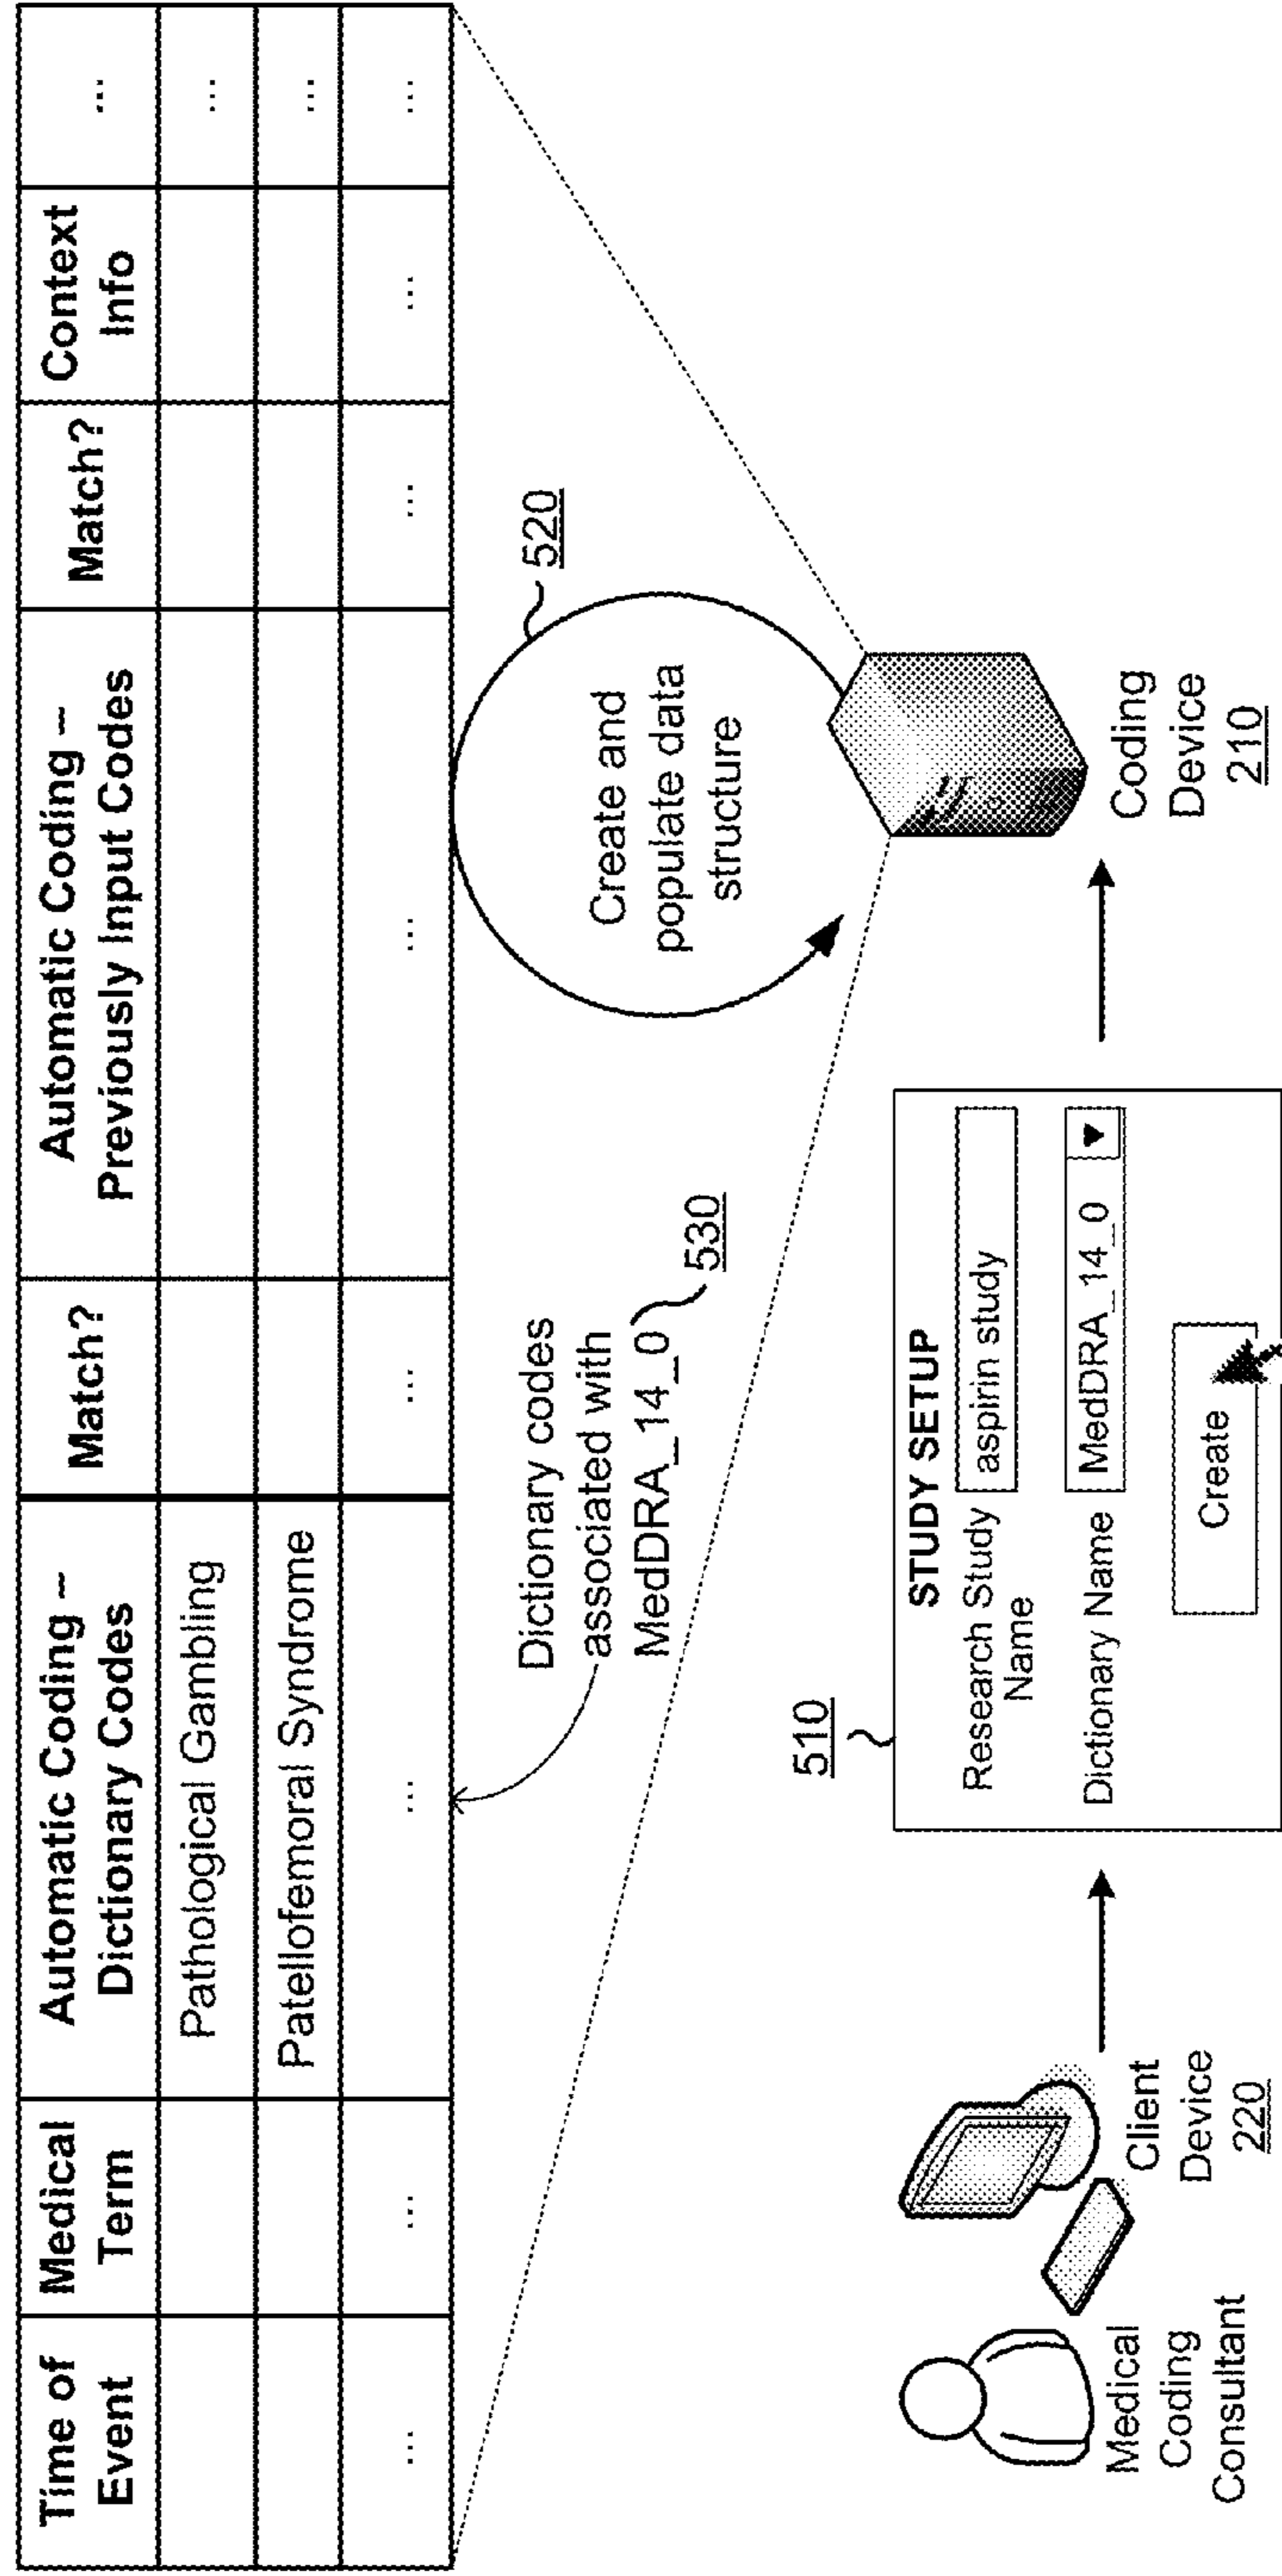 Time of Event
Medical Term
Automatic Coding –
Dictionary Codes
Match?
Automatic Coding –
Previously Input Codes
Match?
Context
Info
...
Pathological Gambling
...
Patellofemoral Syndrome
...
... ... ... ... ... ... ... ...
Dictionary codes
associated with
MedDRA_14_0
530
520
Create and
populate data
structure
510
STUDY SETUP
Research Study
Name
aspirin study
Dictionary Name
MedDRA_14_0
Create
Medical
Coding
Consultant
Client
Device
220
Coding
Device
210